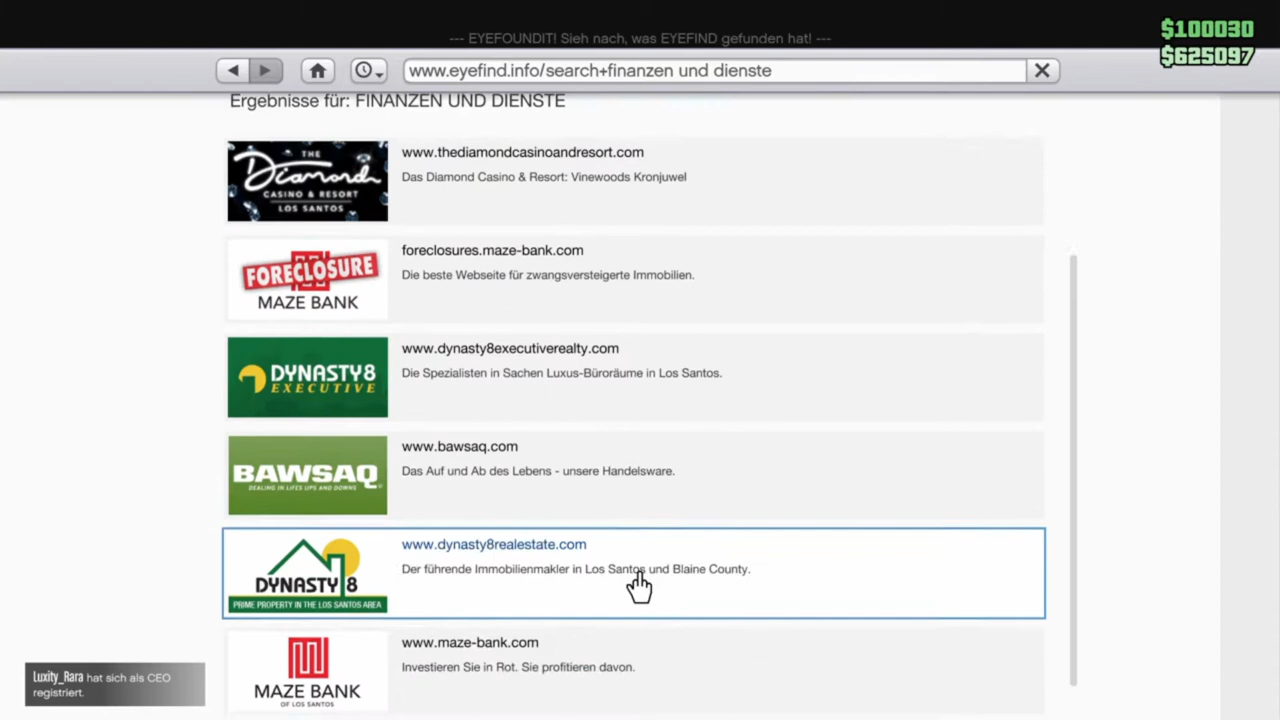 --- EYEFOUNDIT! Sieh nach, was EYEFIND gefunden hat! ---
$100030
$625097
www.eyefind.info/search+finanzen und dienste
Ergebnisse für: FINANZEN UND DIENSTE
THE
Diamond
CASINO & RESORT
LOS SANTOS
www.thediamondcasinoandresort.com
Das Diamond Casino & Resort: Vinewoods Kronjuwel
FORECLOSURE
MAZE BANK
foreclosures.maze-bank.com
Die beste Webseite für zwangsversteigerte Immobilien.
DYNASTY 8
EXECUTIVE
www.dynasty8executiverealty.com
Die Spezialisten in Sachen Luxus-Büroräume in Los Santos.
BAWSAQ
DEALING IN LIFE'S UPS AND DOWNS
www.bawsaq.com
Das Auf und Ab des Lebens - unsere Handelsware.
DYNASTY 8
PRIME PROPERTY IN THE LOS SANTOS AREA
www.dynasty8realestate.com
Der führende Immobilienmakler in Los Santos und Blaine County.
MAZE BANK
OF LOS SANTOS
www.maze-bank.com
Investieren Sie in Rot. Sie profitieren davon.
Luxity_Rara hat sich als CEO
registriert.